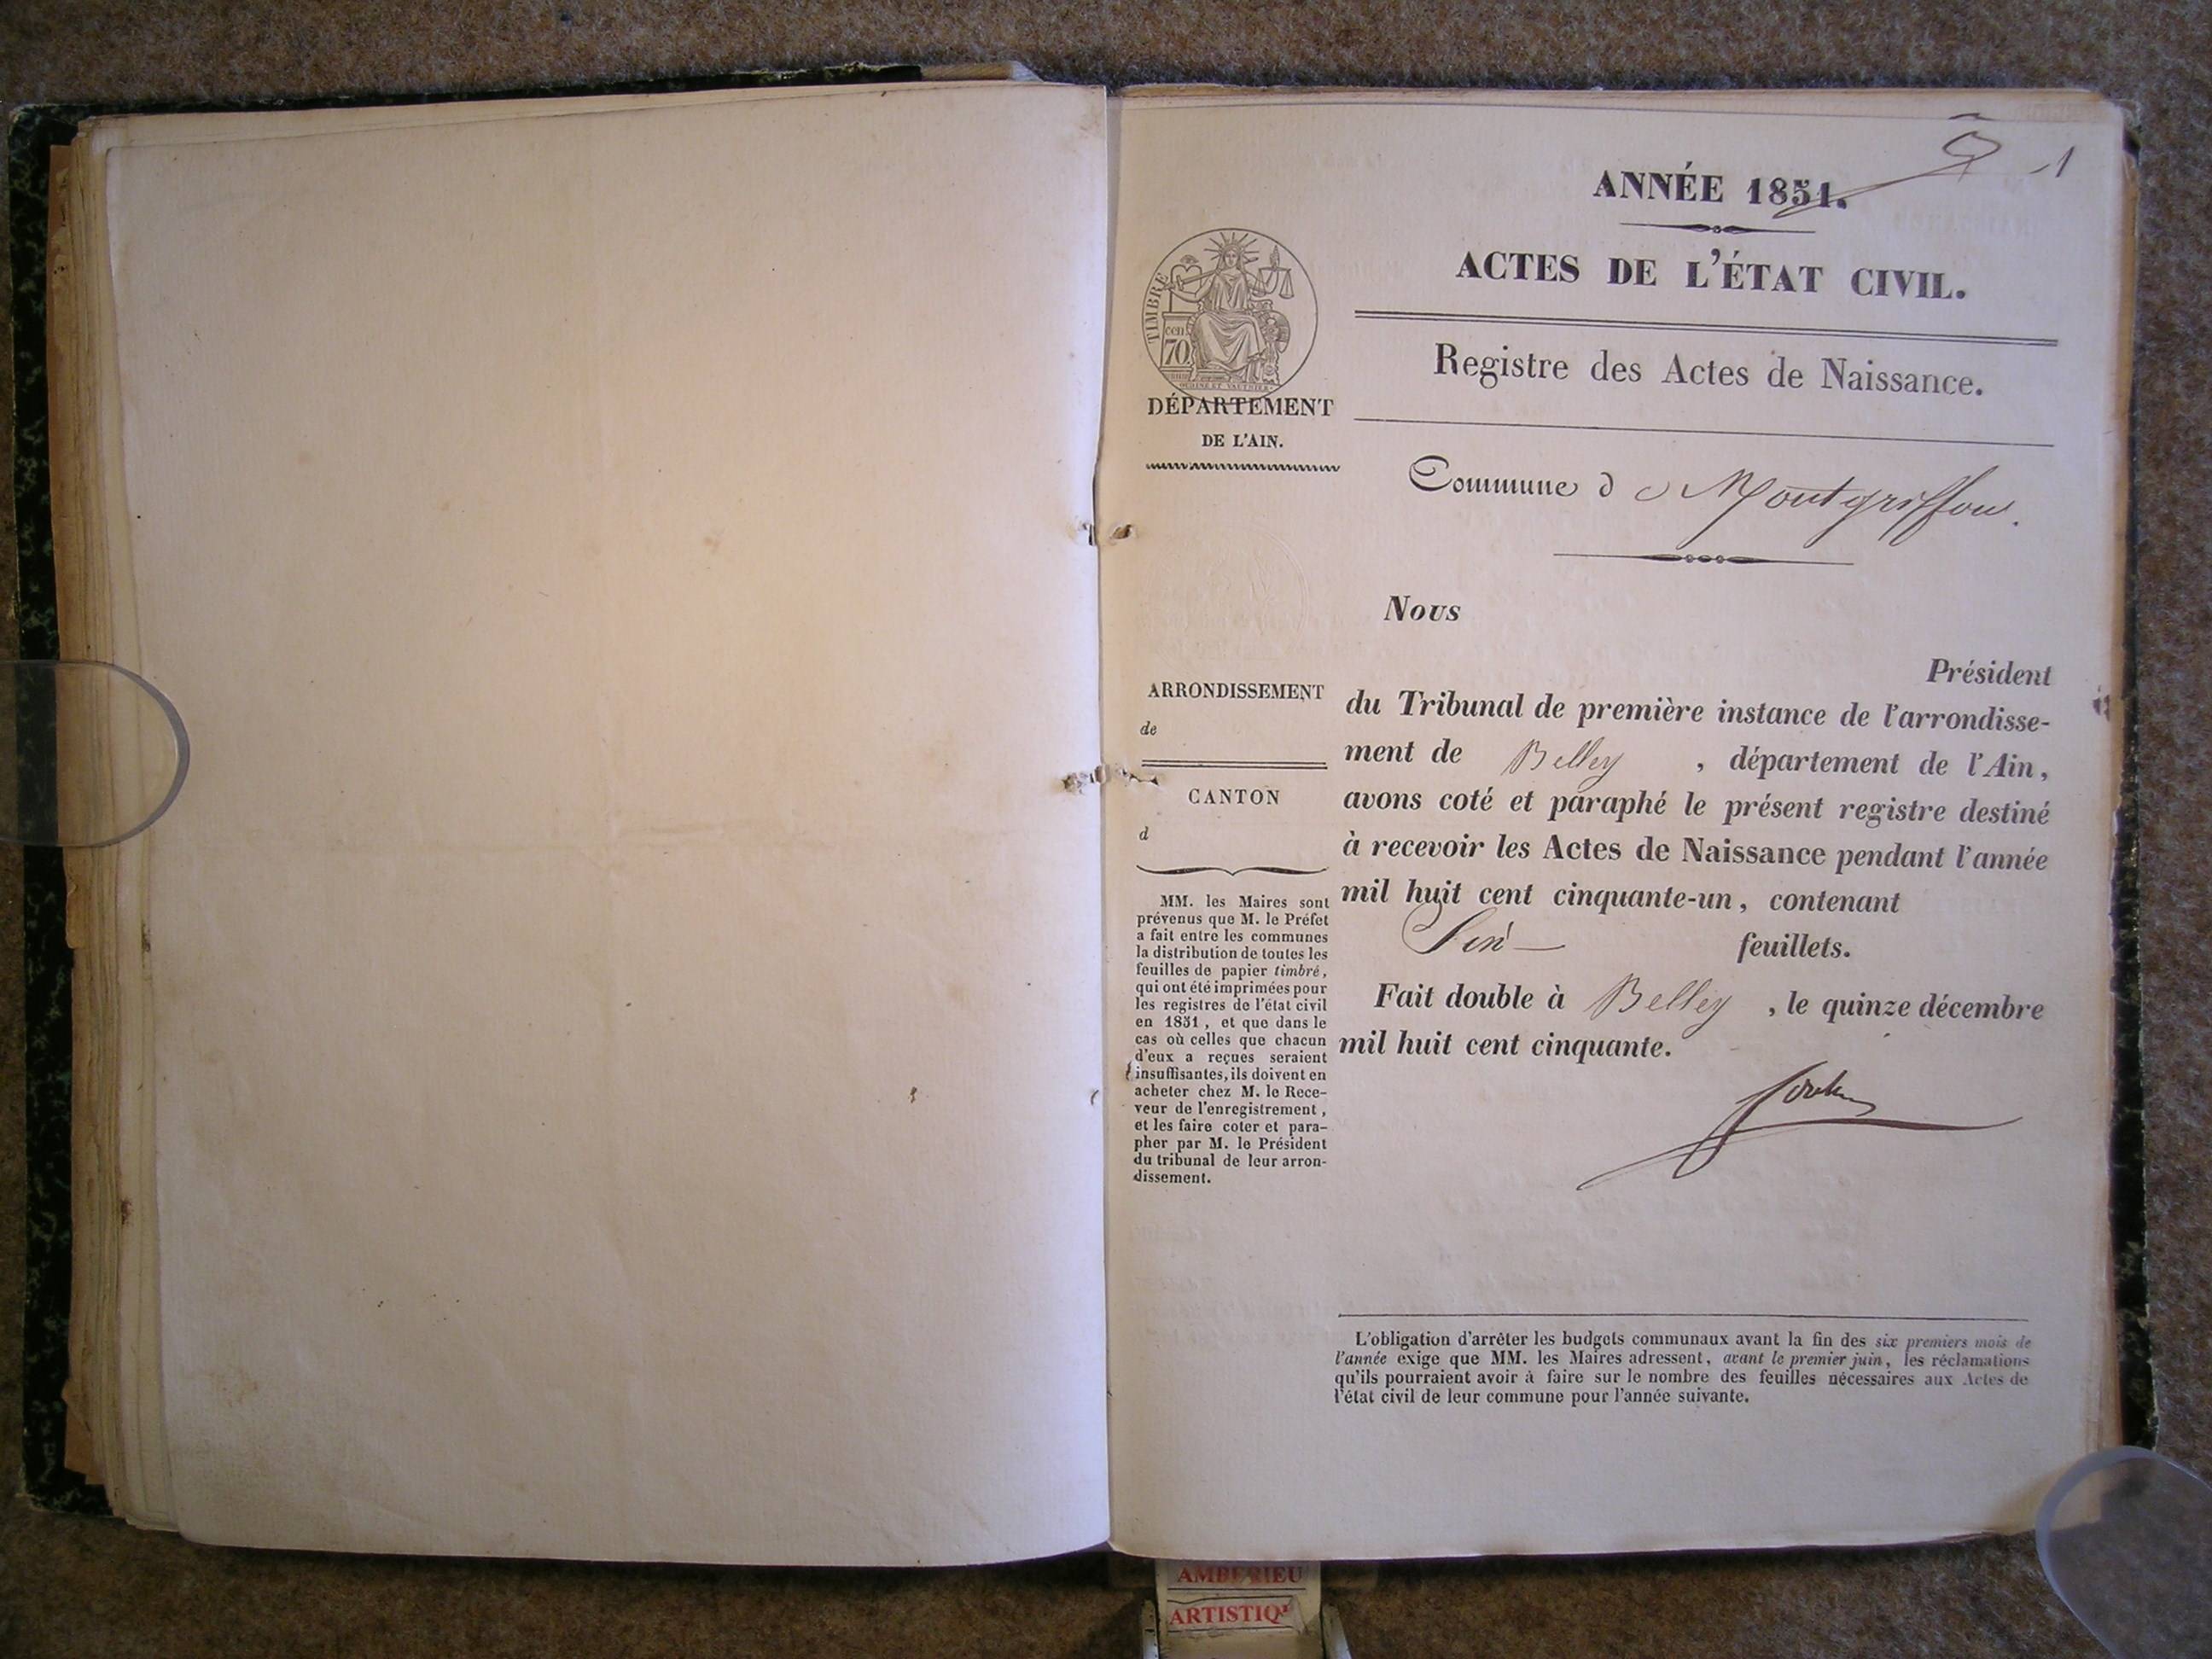 1
ANNÉE 1851.
ACTES DE L'ÉTAT CIVIL.
Registre des Actes de Naissance.
TIMBRE
cen.
70
DÉPARTEMENT
DE L'AIN.
Commune de Montgriffon.
Nous
Président
du Tribunal de première instance de l'arrondisse-
ment de Belley, département de l'Ain,
avons coté et paraphé le présent registre destiné
à recevoir les Actes de Naissance pendant l'année
mil huit cent cinquante-un, contenant
feuillets.
Fait double à Belley, le quinze décembre
mil huit cent cinquante.
ARRONDISSEMENT
de
CANTON
d
MM. les Maires sont
prévenus que M. le Préfet
a fait entre les communes
la distribution de toutes les
feuilles de papier timbré,
qui ont été imprimées pour
les registres de l'état civil
en 1851, et que dans le
cas où celles que chacun
d'eux a reçues seraient
insuffisantes, ils doivent en
acheter chez M. le Rece-
veur de l'enregistrement,
et les faire coter et para-
pher par M. le Président
du tribunal de leur arron-
dissement.
L'obligation d'arrêter les budgets communaux avant la fin des six premiers mois de
l'année exige que MM. les Maires adressent, avant le premier juin, les réclamations
qu'ils pourraient avoir à faire sur le nombre des feuilles nécessaires aux Actes de
l'état civil de leur commune pour l'année suivante.
AMBERIEU
ARTISTIQ